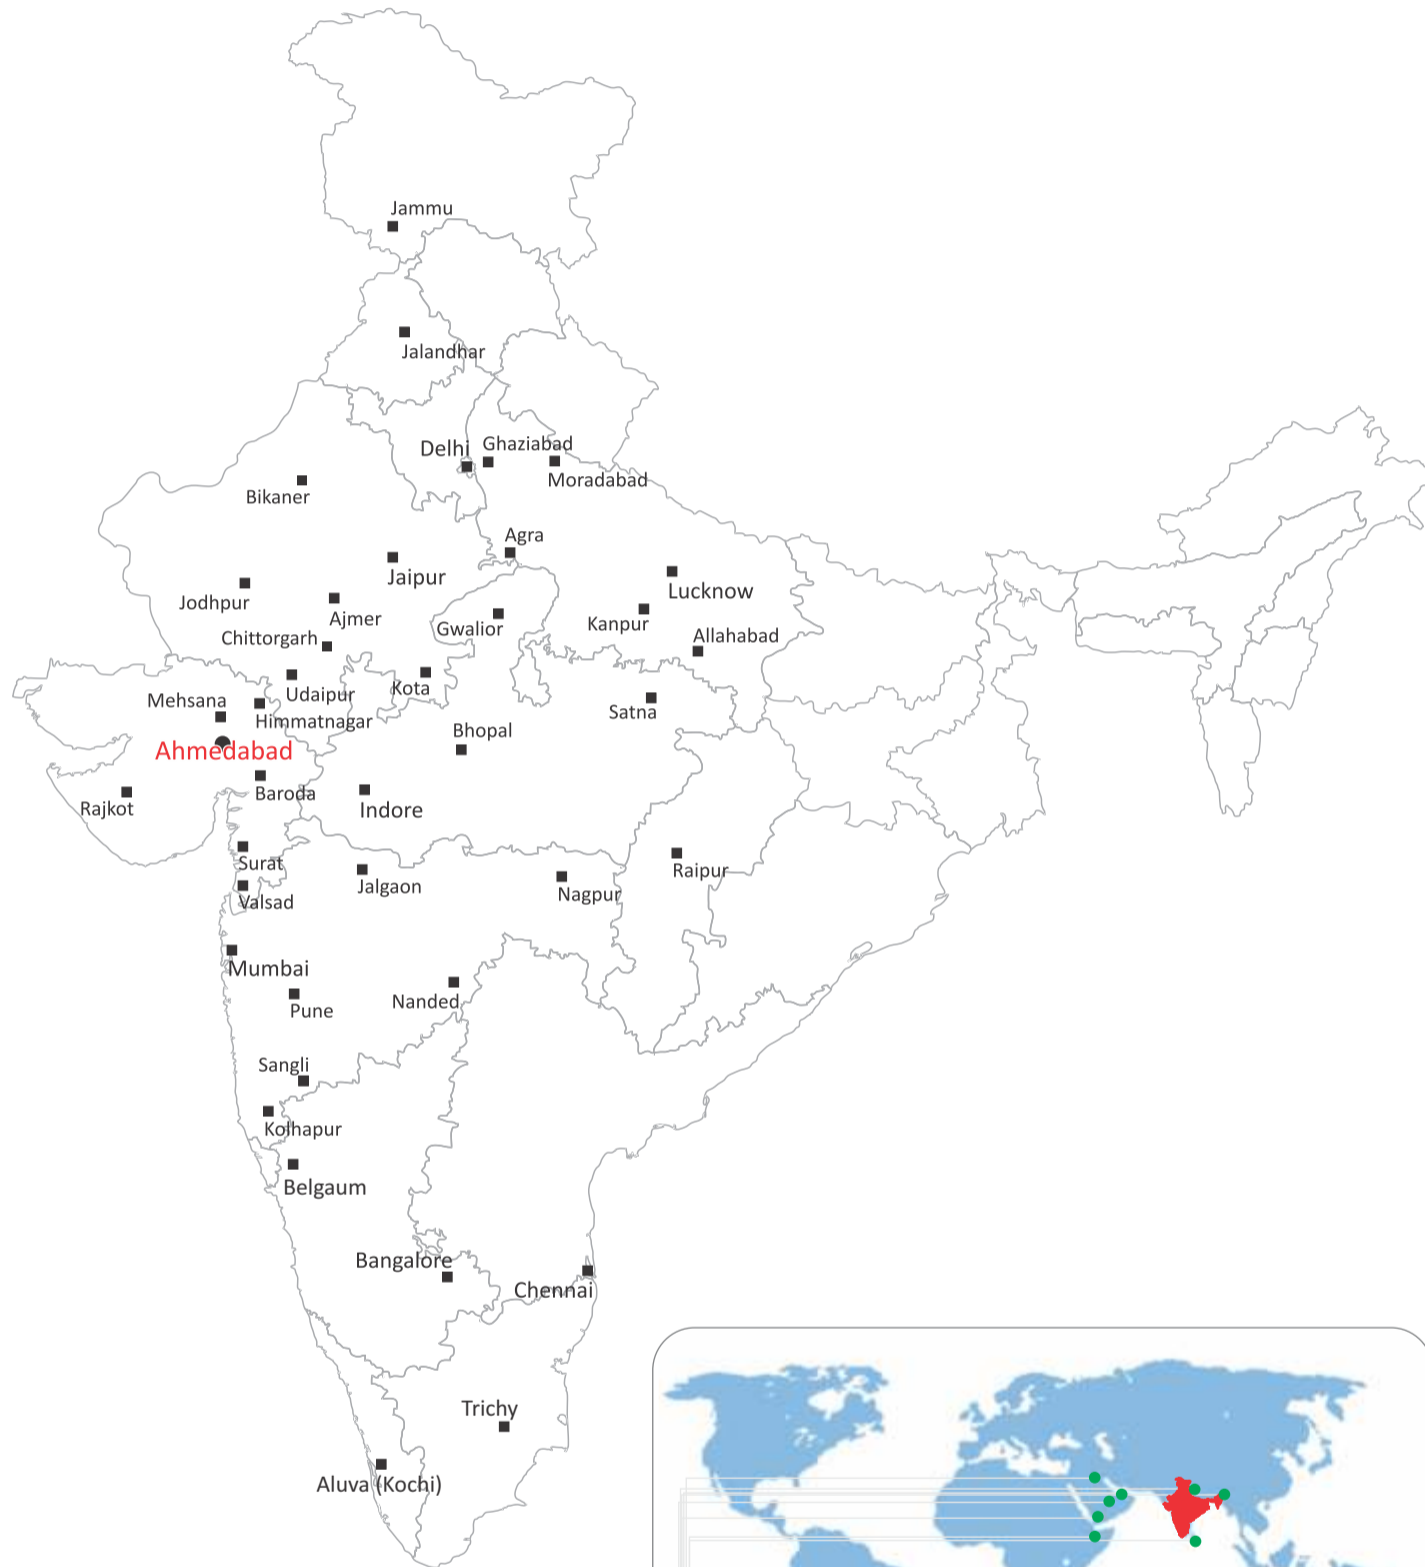 Jammu
Jalandhar
Delhi
Ghaziabad
Moradabad
Bikaner
Agra
Jaipur
Lucknow
Jodhpur
Ajmer
Gwalior
Kanpur
Chittorgarh
Allahabad
Udaipur
Kota
Mehsana
Himmatnagar
Satna
Bhopal
Ahmedabad
Baroda
Rajkot
Indore
Surat
Jalgaon
Nagpur
Raipur
Valsad
Mumbai
Pune
Nanded
Sangli
Kolhapur
Belgaum
Bangalore
Chennai
Trichy
Aluva (Kochi)